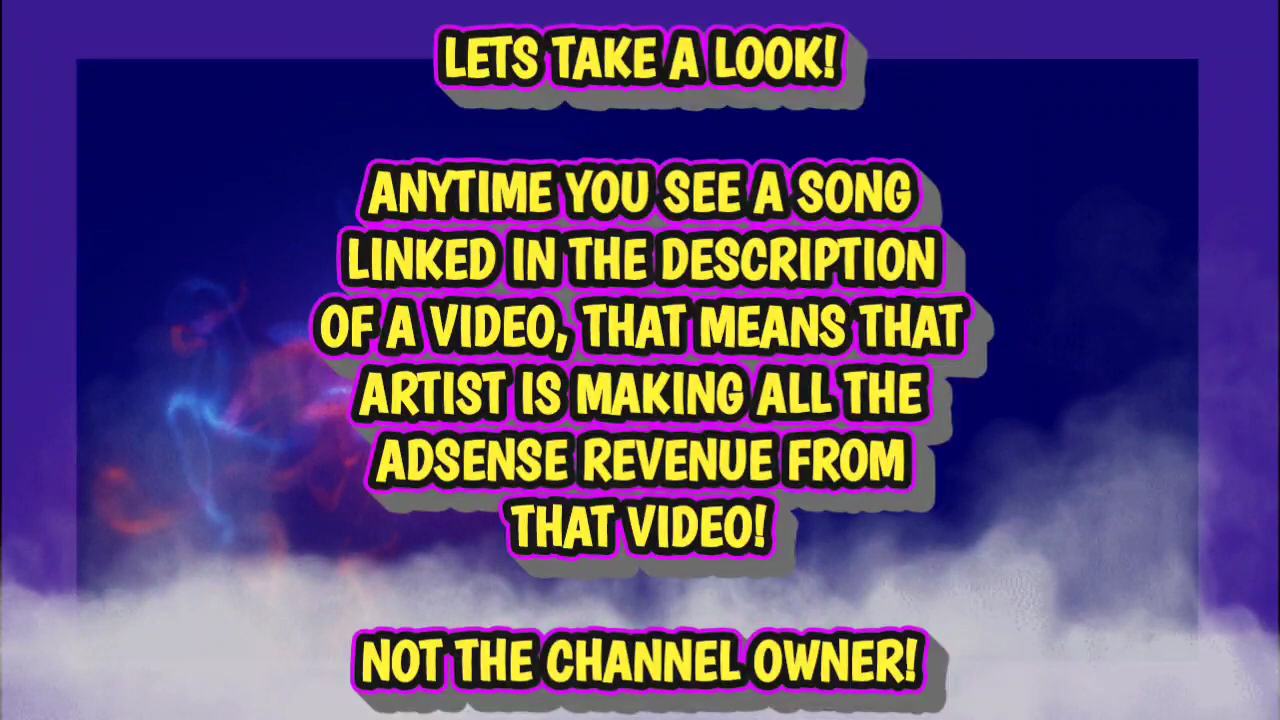 LETS TAKE A LOOK!
ANYTIME YOU SEE A SONG
LINKED IN THE DESCRIPTION
OF A VIDEO, THAT MEANS THAT
ARTIST IS MAKING ALL THE
ADSENSE REVENUE FROM
THAT VIDEO!
NOT THE CHANNEL OWNER!